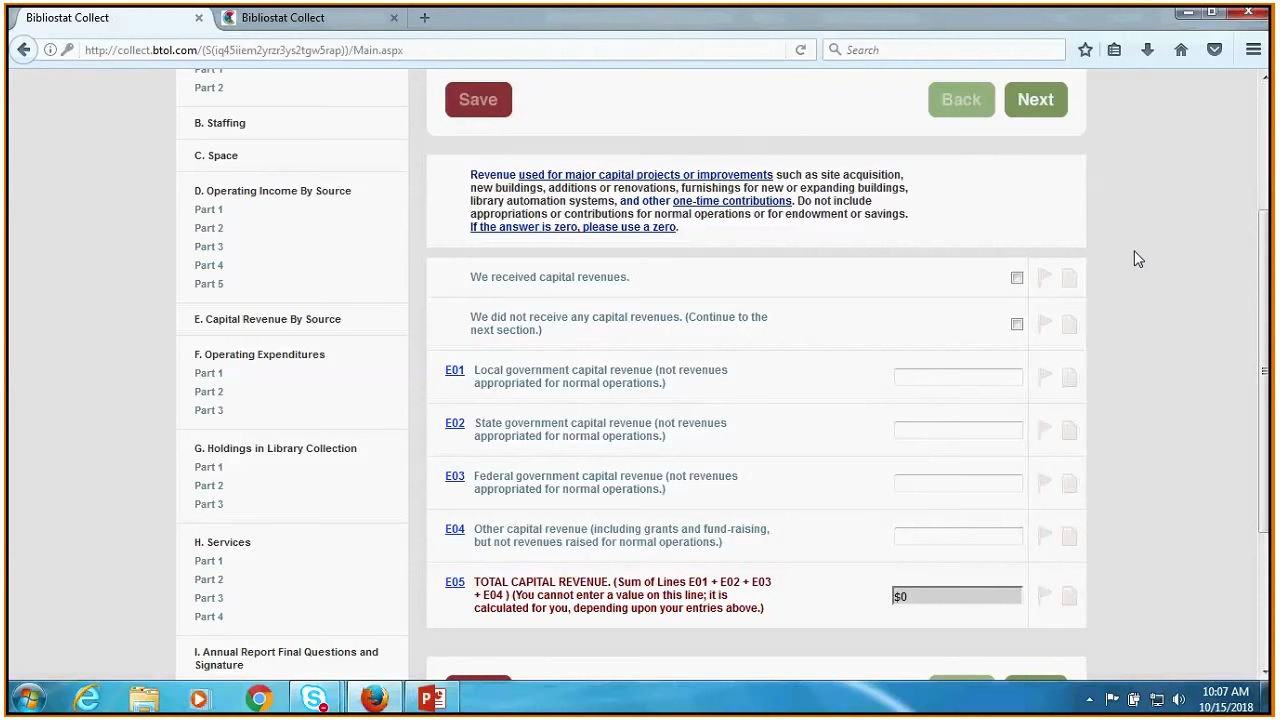 Bibliostat Collect
Bibliostat Collect
http://collect.btol.com/(S(iq45iiem2yrzr3ys2tgw5rap))/Main.aspx
Search
Part 1
Part 2
B. Staffing
C. Space
D. Operating Income By Source
Part 1
Part 2
Part 3
Part 4
Part 5
E. Capital Revenue By Source
F. Operating Expenditures
Part 1
Part 2
Part 3
G. Holdings in Library Collection
Part 1
Part 2
Part 3
H. Services
Part 1
Part 2
Part 3
Part 4
I. Annual Report Final Questions and
Signature
Save
Back
Next
Revenue used for major capital projects or improvements such as site acquisition,
new buildings, additions or renovations, furnishings for new or expanding buildings,
library automation systems, and other one-time contributions. Do not include
appropriations or contributions for normal operations or for endowment or savings.
If the answer is zero, please use a zero.
We received capital revenues.
We did not receive any capital revenues. (Continue to the
next section.)
E01 Local government capital revenue (not revenues
appropriated for normal operations.)
E02 State government capital revenue (not revenues
appropriated for normal operations.)
E03 Federal government capital revenue (not revenues
appropriated for normal operations.)
E04 Other capital revenue (including grants and fund-raising,
but not revenues raised for normal operations.)
E05 TOTAL CAPITAL REVENUE. (Sum of Lines E01 + E02 + E03
+ E04 ) (You cannot enter a value on this line; it is
calculated for you, depending upon your entries above.)
$0
10:07 AM
10/15/2018